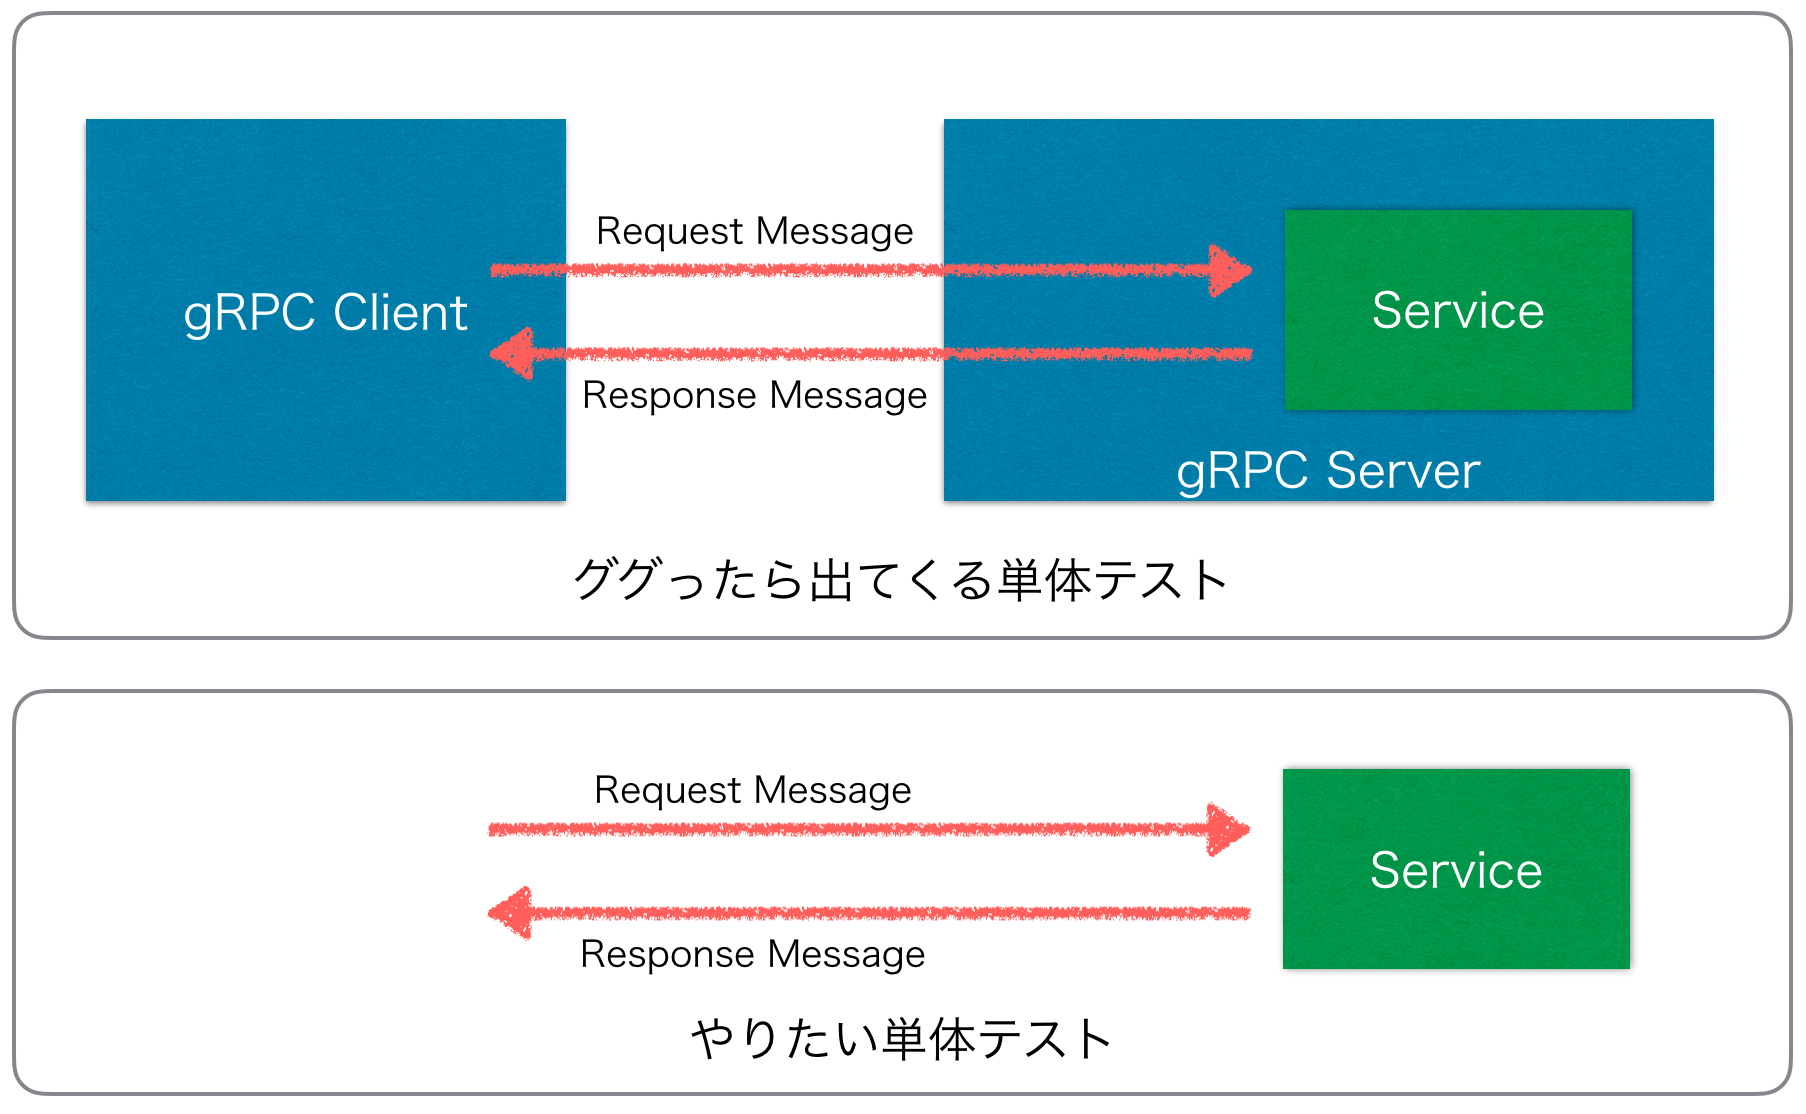 Request Message
gRPC Client
Service
Response Message
gRPC Server
ググったら出てくる単体テスト
Request Message
Service
Response Message
やりたい単体テスト